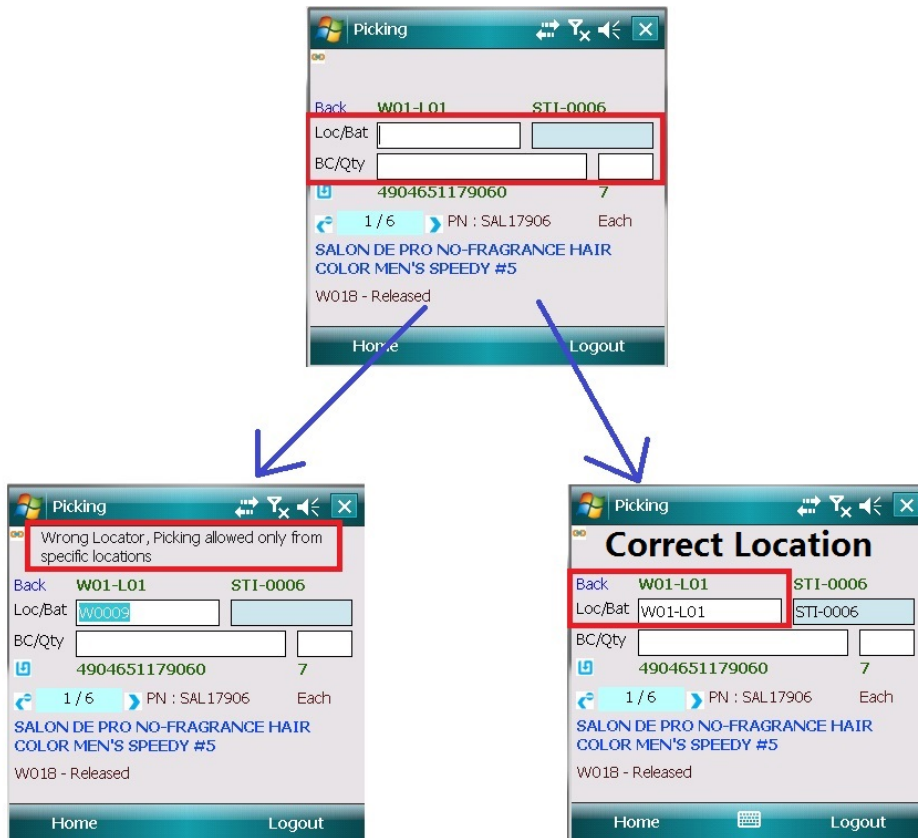 Picking
Back W01-L01 STI-0006
Loc/Bat
BC/Qty
4904651179060 7
1/6 PN : SAL17906 Each
SALON DE PRO NO-FRAGRANCE HAIR
COLOR MEN'S SPEEDY #5
W018 - Released
Home Logout
Picking
Wrong Locator, Picking allowed only from
specific locations
Back W01-L01 STI-0006
Loc/Bat W0009
BC/Qty
4904651179060 7
1/6 PN : SAL17906 Each
SALON DE PRO NO-FRAGRANCE HAIR
COLOR MEN'S SPEEDY #5
W018 - Released
Home Logout
Picking
Correct Location
Back W01-L01 STI-0006
Loc/Bat W01-L01 STI-0006
BC/Qty
4904651179060 7
1/6 PN : SAL17906 Each
SALON DE PRO NO-FRAGRANCE HAIR
COLOR MEN'S SPEEDY #5
W018 - Released
Home Logout